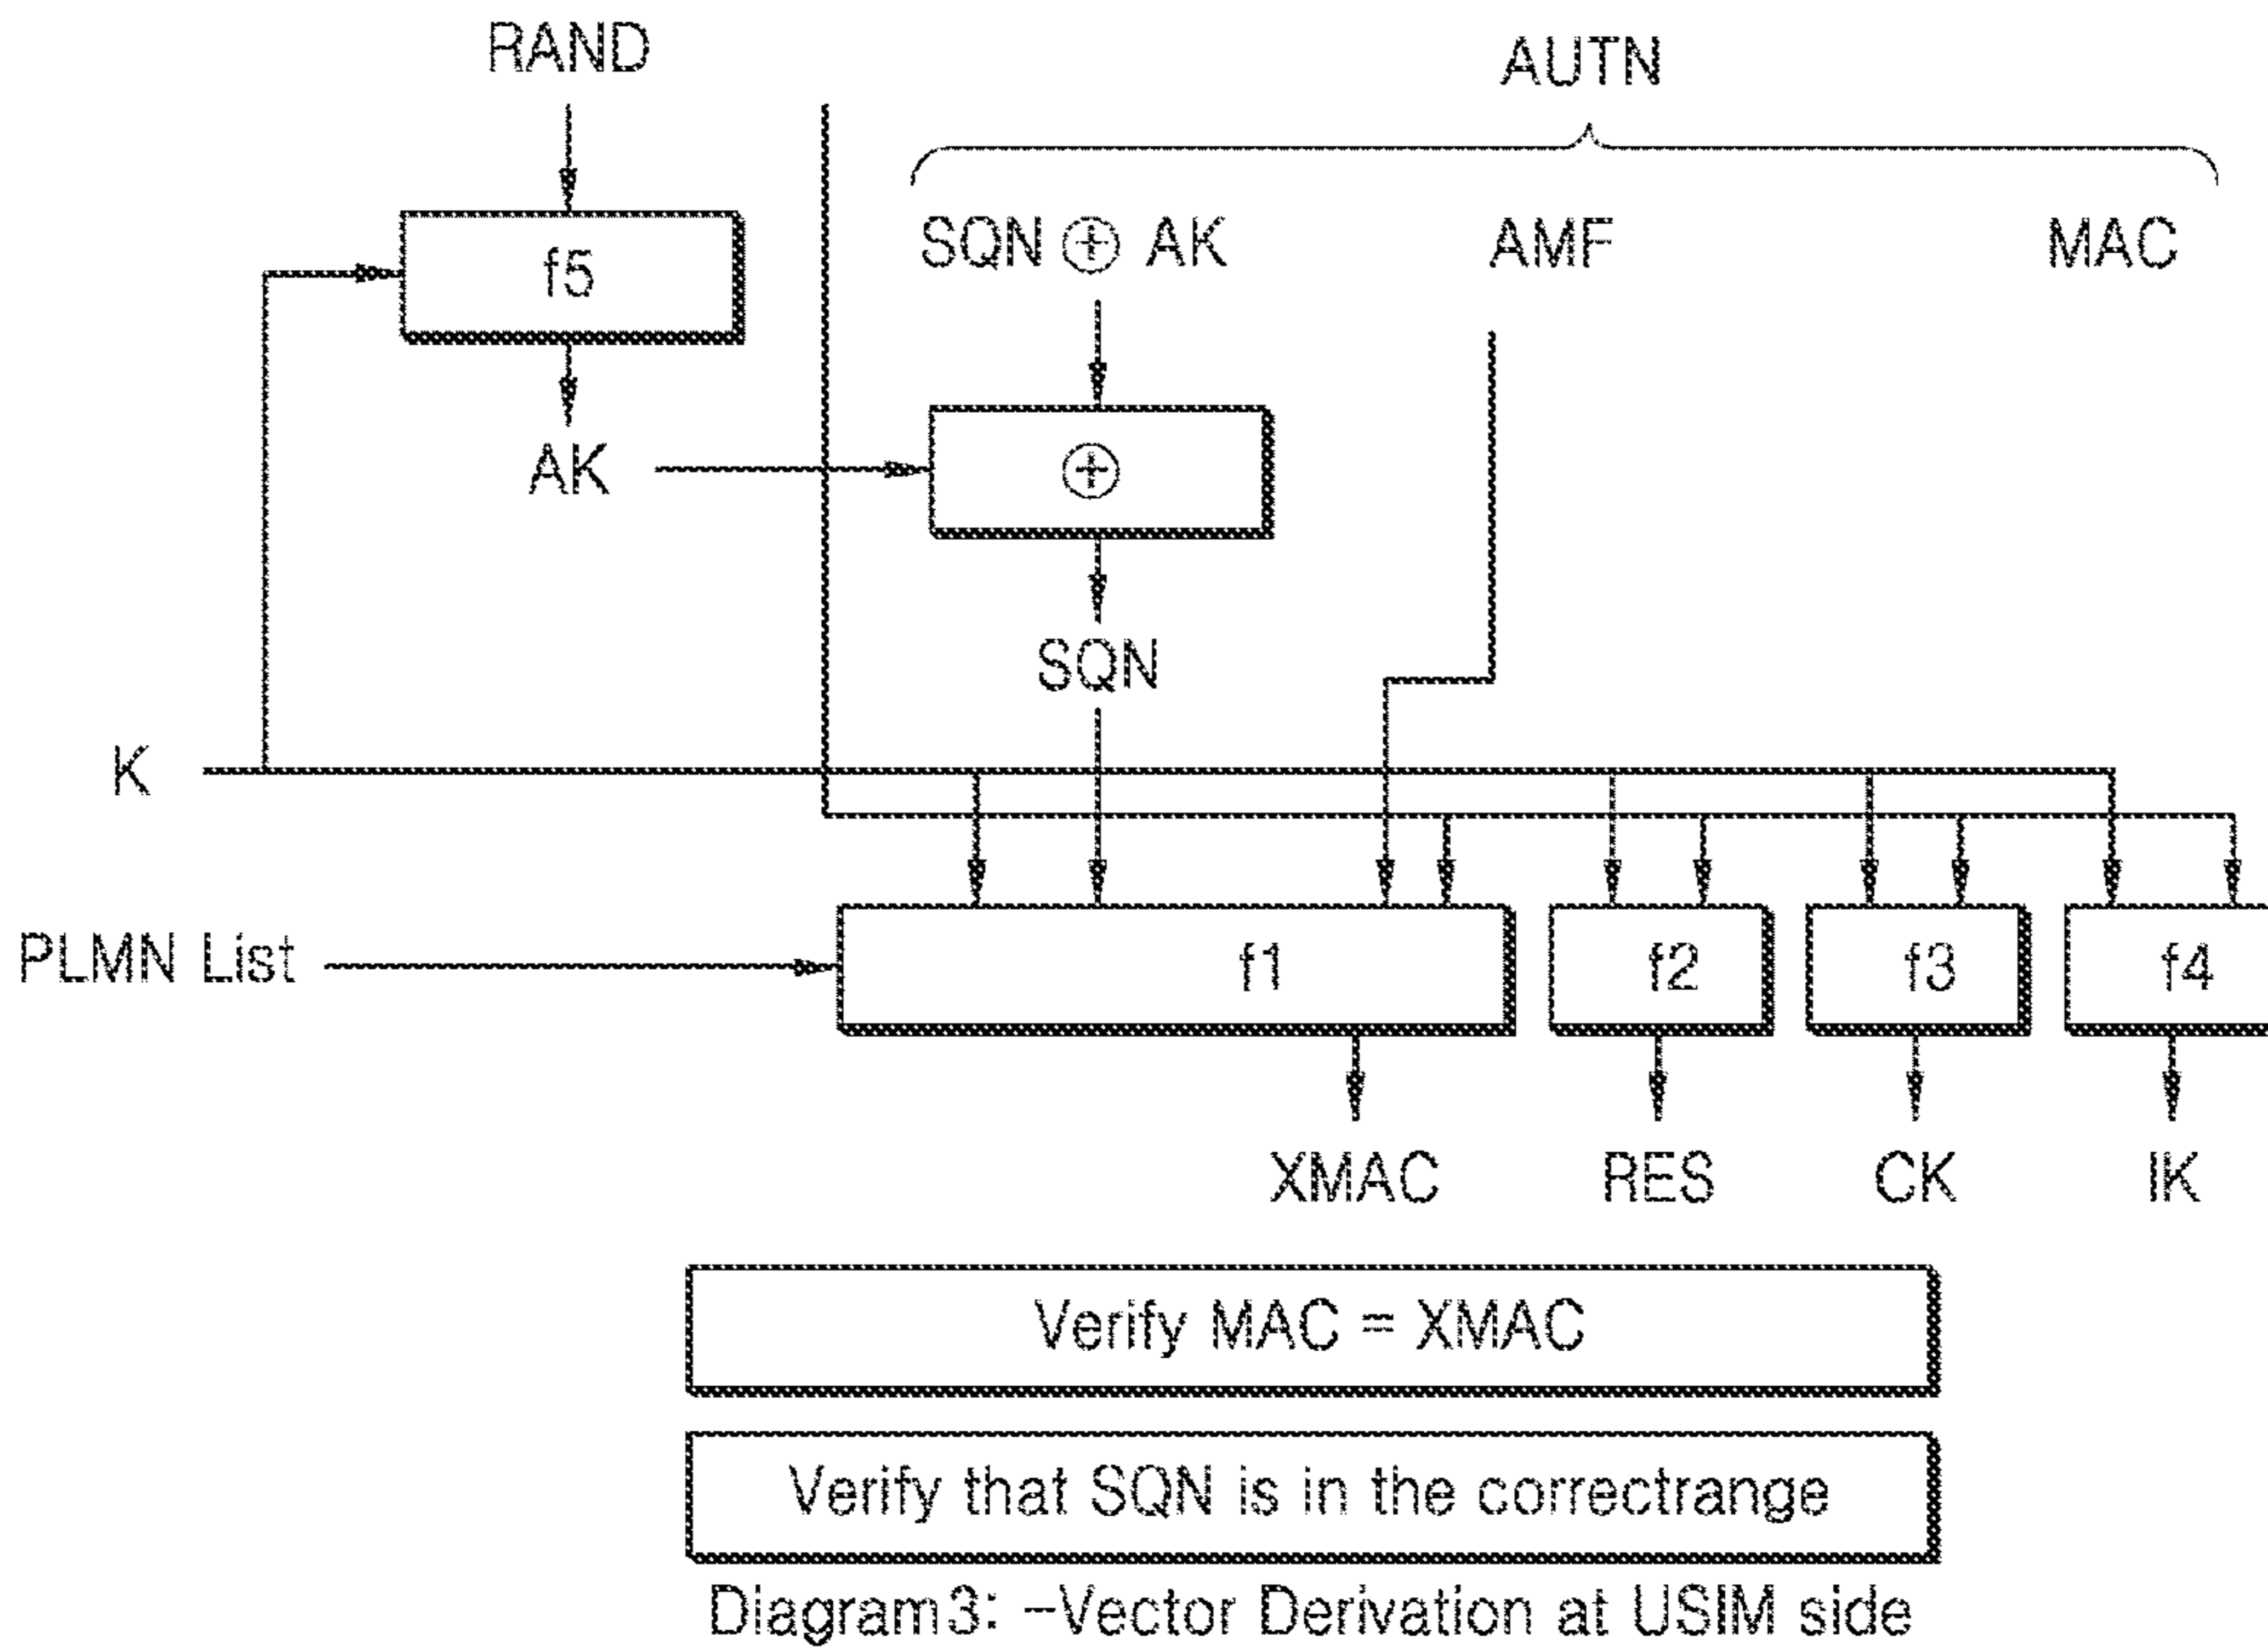 RAND
AUTN
f5
SQN ⊕ AK
AMF
MAC
AK
⊕
SQN
K
PLMN List
f1
f2
f3
f4
XMAC
RES
CK
IK
Verify MAC = XMAC
Verify that SQN is in the correctrange
Diagram3: –Vector Derivation at USIM side